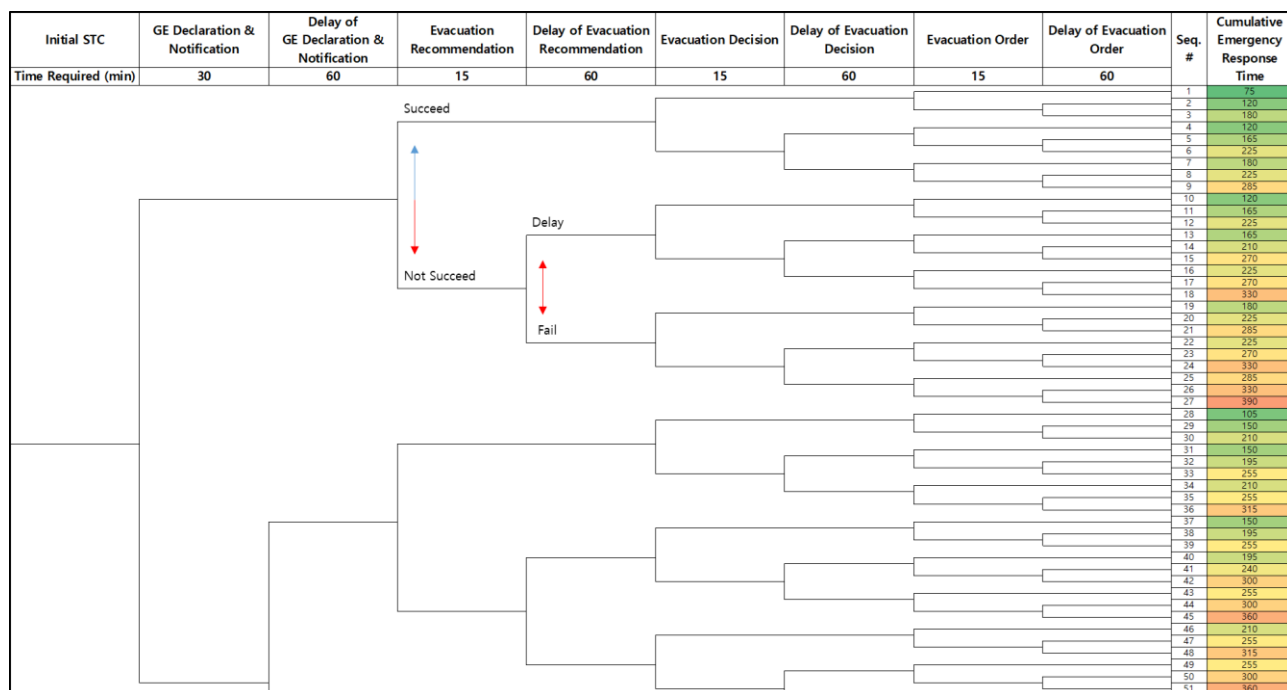 Initial STC
GE Declaration &
Notification
Delay of
GE Declaration &
Notification
Evacuation
Recommendation
Delay of Evacuation
Recommendation
Evacuation Decision
Delay of Evacuation
Decision
Evacuation Order
Delay of Evacuation
Order
Seq.
#
Cumulative
Emergency
Response
Time
Time Required (min) 30 60 15 60 15 60 15 60
Succeed
Not Succeed
Delay
Fail
1 75
2 120
3 180
4 120
5 165
6 225
7 180
8 225
9 285
10 120
11 165
12 225
13 165
14 210
15 270
16 225
17 270
18 330
19 180
20 225
21 285
22 225
23 270
24 330
25 285
26 330
27 390
28 105
29 150
30 210
31 150
32 195
33 255
34 210
35 255
36 315
37 150
38 195
39 255
40 195
41 240
42 300
43 255
44 300
45 360
46 210
47 255
48 315
49 255
50 300
51 360